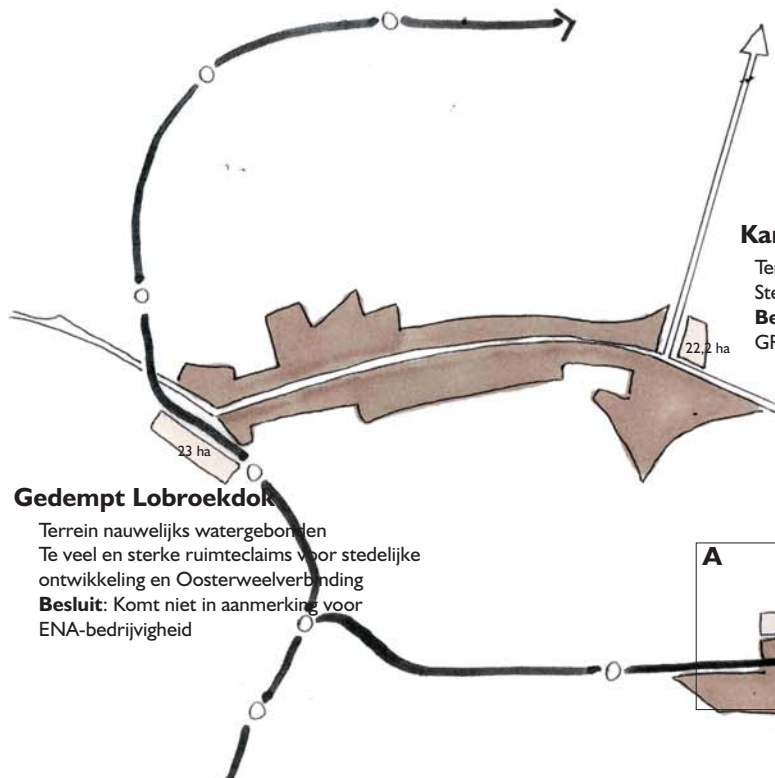 Kar
Ter
Ste
Be
GR
22,2 ha
23 ha
Gedempt Lobroekdok
Terrein nauwelijks watergebonden
Te veel en sterke ruimteclaims voor stedelijke
ontwikkeling en Oosterweelverbinding
Besluit: Komt niet in aanmerking voor
ENA-bedrijvigheid
A